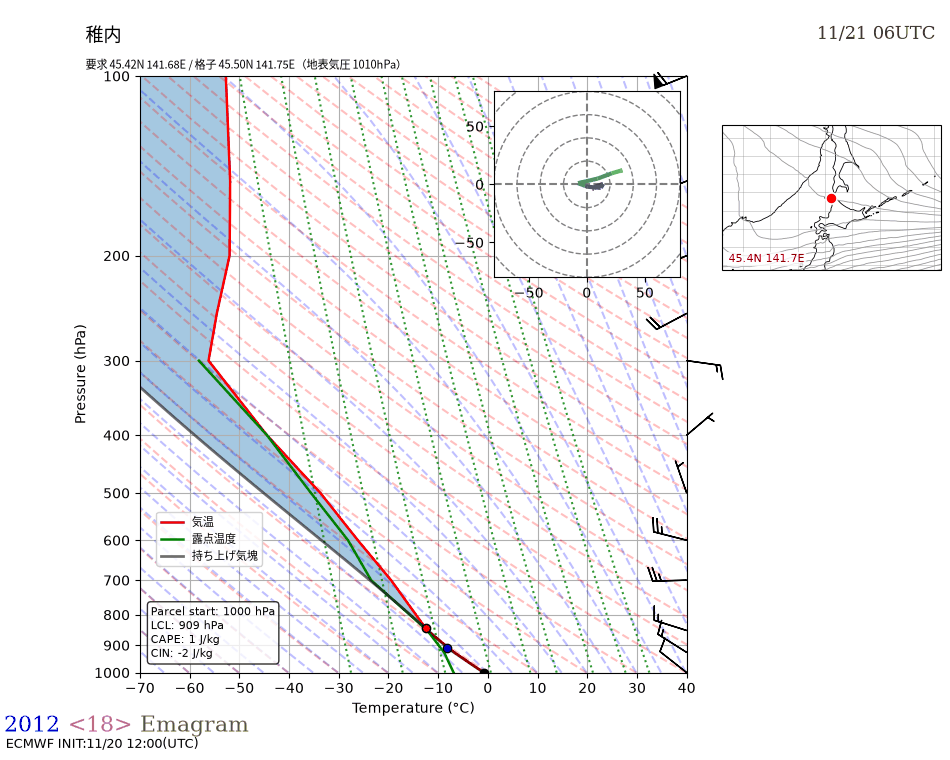 稚内
11/21 06UTC
要求 45.42N 141.68E / 格子 45.50N 141.75E（地表気圧 1010hPa）
100
200
300
400
500
600
700
800
900
1000
Pressure (hPa)
50
0
−50
−50 0 50
45.4N 141.7E
気温
露点温度
持ち上げ気塊
Parcel start: 1000 hPa
LCL: 909 hPa
CAPE: 1 J/kg
CIN: -2 J/kg
−70 −60 −50 −40 −30 −20 −10 0 10 20 30 40
Temperature (°C)
2012 <18> Emagram
ECMWF INIT:11/20 12:00(UTC)